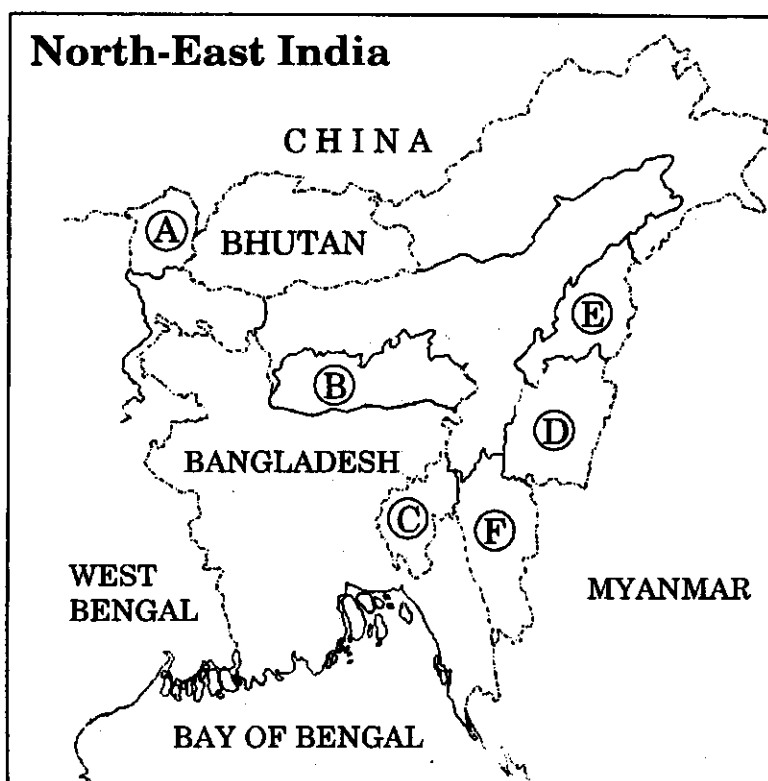 North-East India
CHINA
A
BHUTAN
E
B
D
BANGLADESH
C
F
WEST
BENGAL
MYANMAR
BAY OF BENGAL